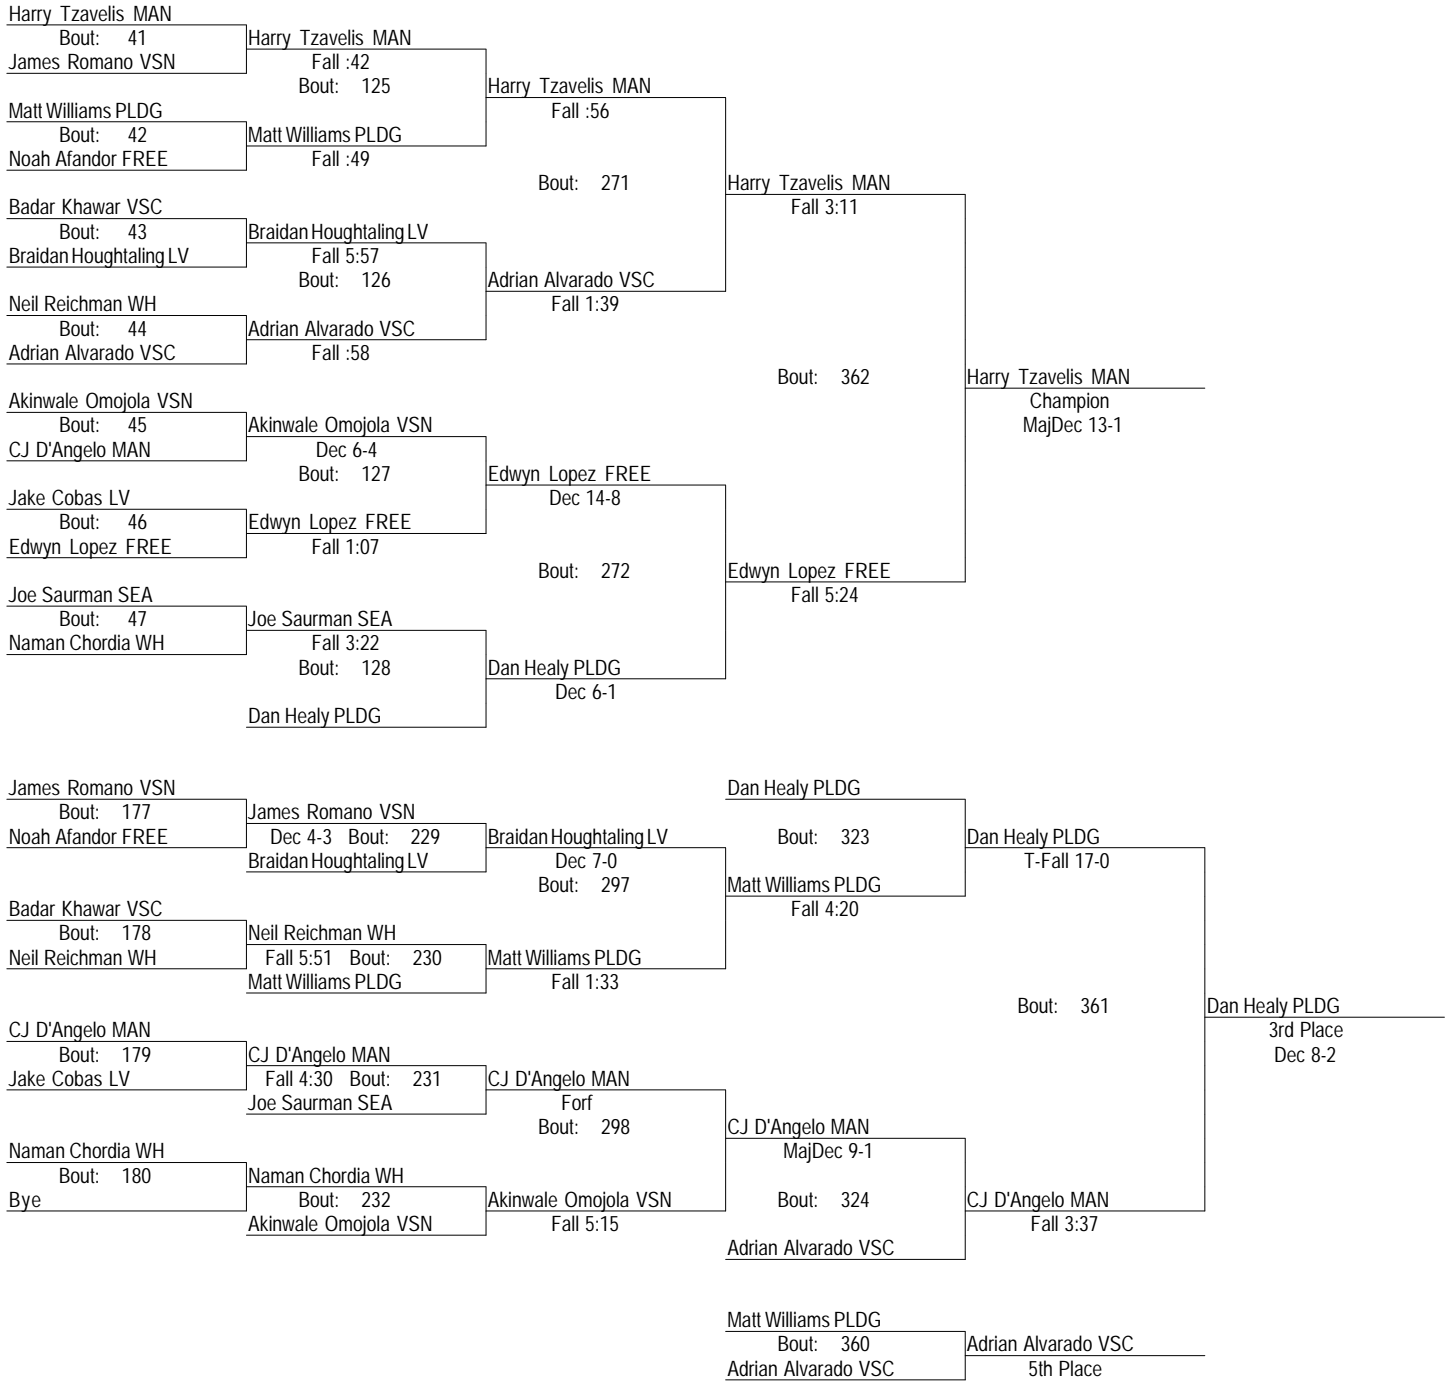 Harry Tzavelis MAN
Bout: 41
Harry Tzavelis MAN
James Romano VSN
Fall :42
Bout: 125
Harry Tzavelis MAN
Matt Williams PLDG
Fall :56
Bout: 42
Matt Williams PLDG
Noah Afandor FREE
Fall :49
Bout: 271
Harry Tzavelis MAN
Badar Khawar VSC
Fall 3:11
Bout: 43
Braidan Houghtaling LV
Braidan Houghtaling LV
Fall 5:57
Bout: 126
Adrian Alvarado VSC
Neil Reichman WH
Fall 1:39
Bout: 44
Adrian Alvarado VSC
Adrian Alvarado VSC
Fall :58
Bout: 362
Harry Tzavelis MAN
Akinwale Omojola VSN
Champion
Bout: 45
Akinwale Omojola VSN
MajDec 13-1
CJ D'Angelo MAN
Dec 6-4
Bout: 127
Edwyn Lopez FREE
Jake Cobas LV
Dec 14-8
Bout: 46
Edwyn Lopez FREE
Edwyn Lopez FREE
Fall 1:07
Bout: 272
Edwyn Lopez FREE
Joe Saurman SEA
Fall 5:24
Bout: 47
Joe Saurman SEA
Naman Chordia WH
Fall 3:22
Bout: 128
Dan Healy PLDG
Dec 6-1
Dan Healy PLDG
James Romano VSN
Dan Healy PLDG
Bout: 177
James Romano VSN
Noah Afandor FREE
Dec 4-3 Bout: 229
Braidan Houghtaling LV
Bout: 323
Dan Healy PLDG
Braidan Houghtaling LV
Dec 7-0
T-Fall 17-0
Bout: 297
Matt Williams PLDG
Badar Khawar VSC
Fall 4:20
Bout: 178
Neil Reichman WH
Neil Reichman WH
Fall 5:51 Bout: 230
Matt Williams PLDG
Matt Williams PLDG
Fall 1:33
Bout: 361
Dan Healy PLDG
CJ D'Angelo MAN
3rd Place
Bout: 179
CJ D'Angelo MAN
Dec 8-2
Jake Cobas LV
Fall 4:30 Bout: 231
CJ D'Angelo MAN
Joe Saurman SEA
Forf
Bout: 298
CJ D'Angelo MAN
Naman Chordia WH
MajDec 9-1
Bout: 180
Naman Chordia WH
Bye
Bout: 232
Akinwale Omojola VSN
Bout: 324
CJ D'Angelo MAN
Akinwale Omojola VSN
Fall 5:15
Fall 3:37
Adrian Alvarado VSC
Matt Williams PLDG
Bout: 360
Adrian Alvarado VSC
Adrian Alvarado VSC
5th Place